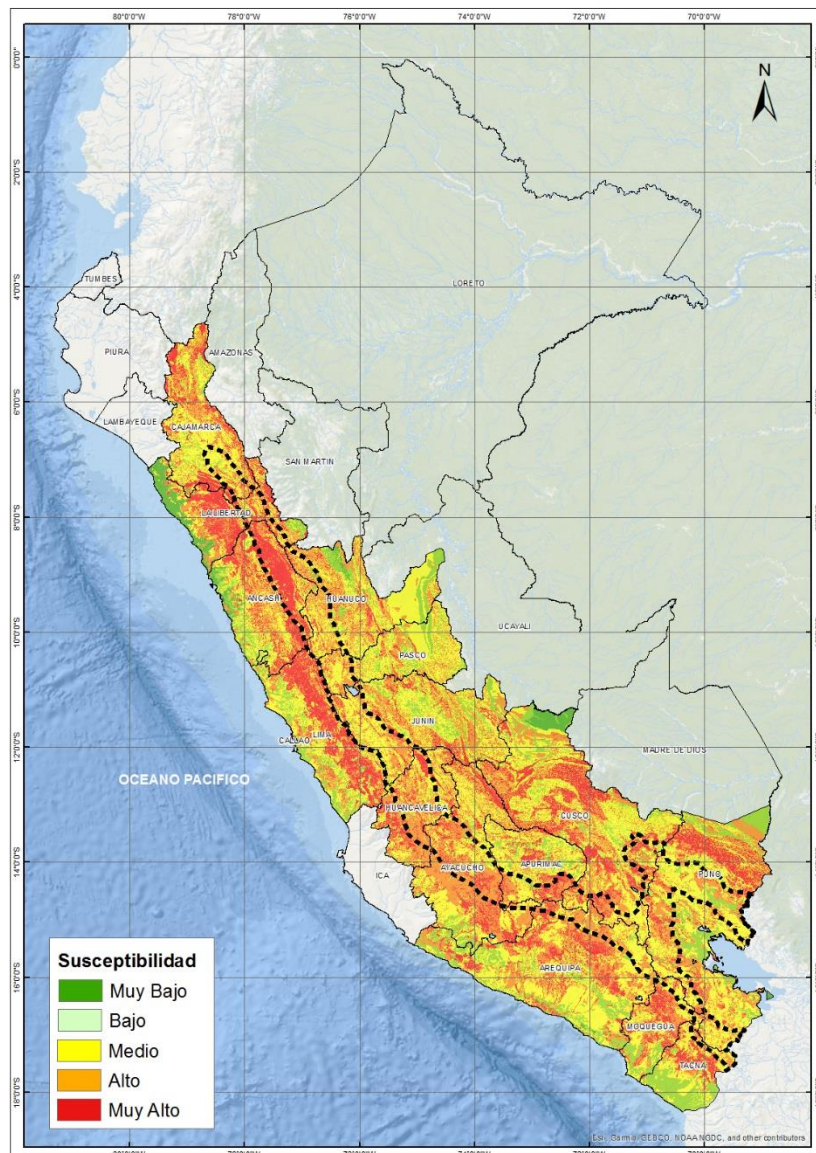 80°0'0"W 78°0'0"W 76°0'0"W 74°0'0"W 72°0'0"W 70°0'0"W
0°0'0"
2°0'0"S
4°0'0"S
6°0'0"S
8°0'0"S
10°0'0"S
12°0'0"S
14°0'0"S
16°0'0"S
18°0'0"S
N
TUMBES
LORETO
PIURA
AMAZONAS
LAMBAYEQUE
CAJAMARCA
SAN MARTIN
LA LIBERTAD
ANCASH
HUANUCO
UCAYALI
PASCO
JUNIN
LIMA
CALLAO
MADRE DE DIOS
OCEANO PACIFICO
HUANCAVELICA
CUSCO
ICA
AYACUCHO
APURIMAC
PUNO
AREQUIPA
MOQUEGUA
TACNA
Susceptibilidad
Muy Bajo
Bajo
Medio
Alto
Muy Alto
Esri, Garmin, GEBCO, NOAA NGDC, and other contributors